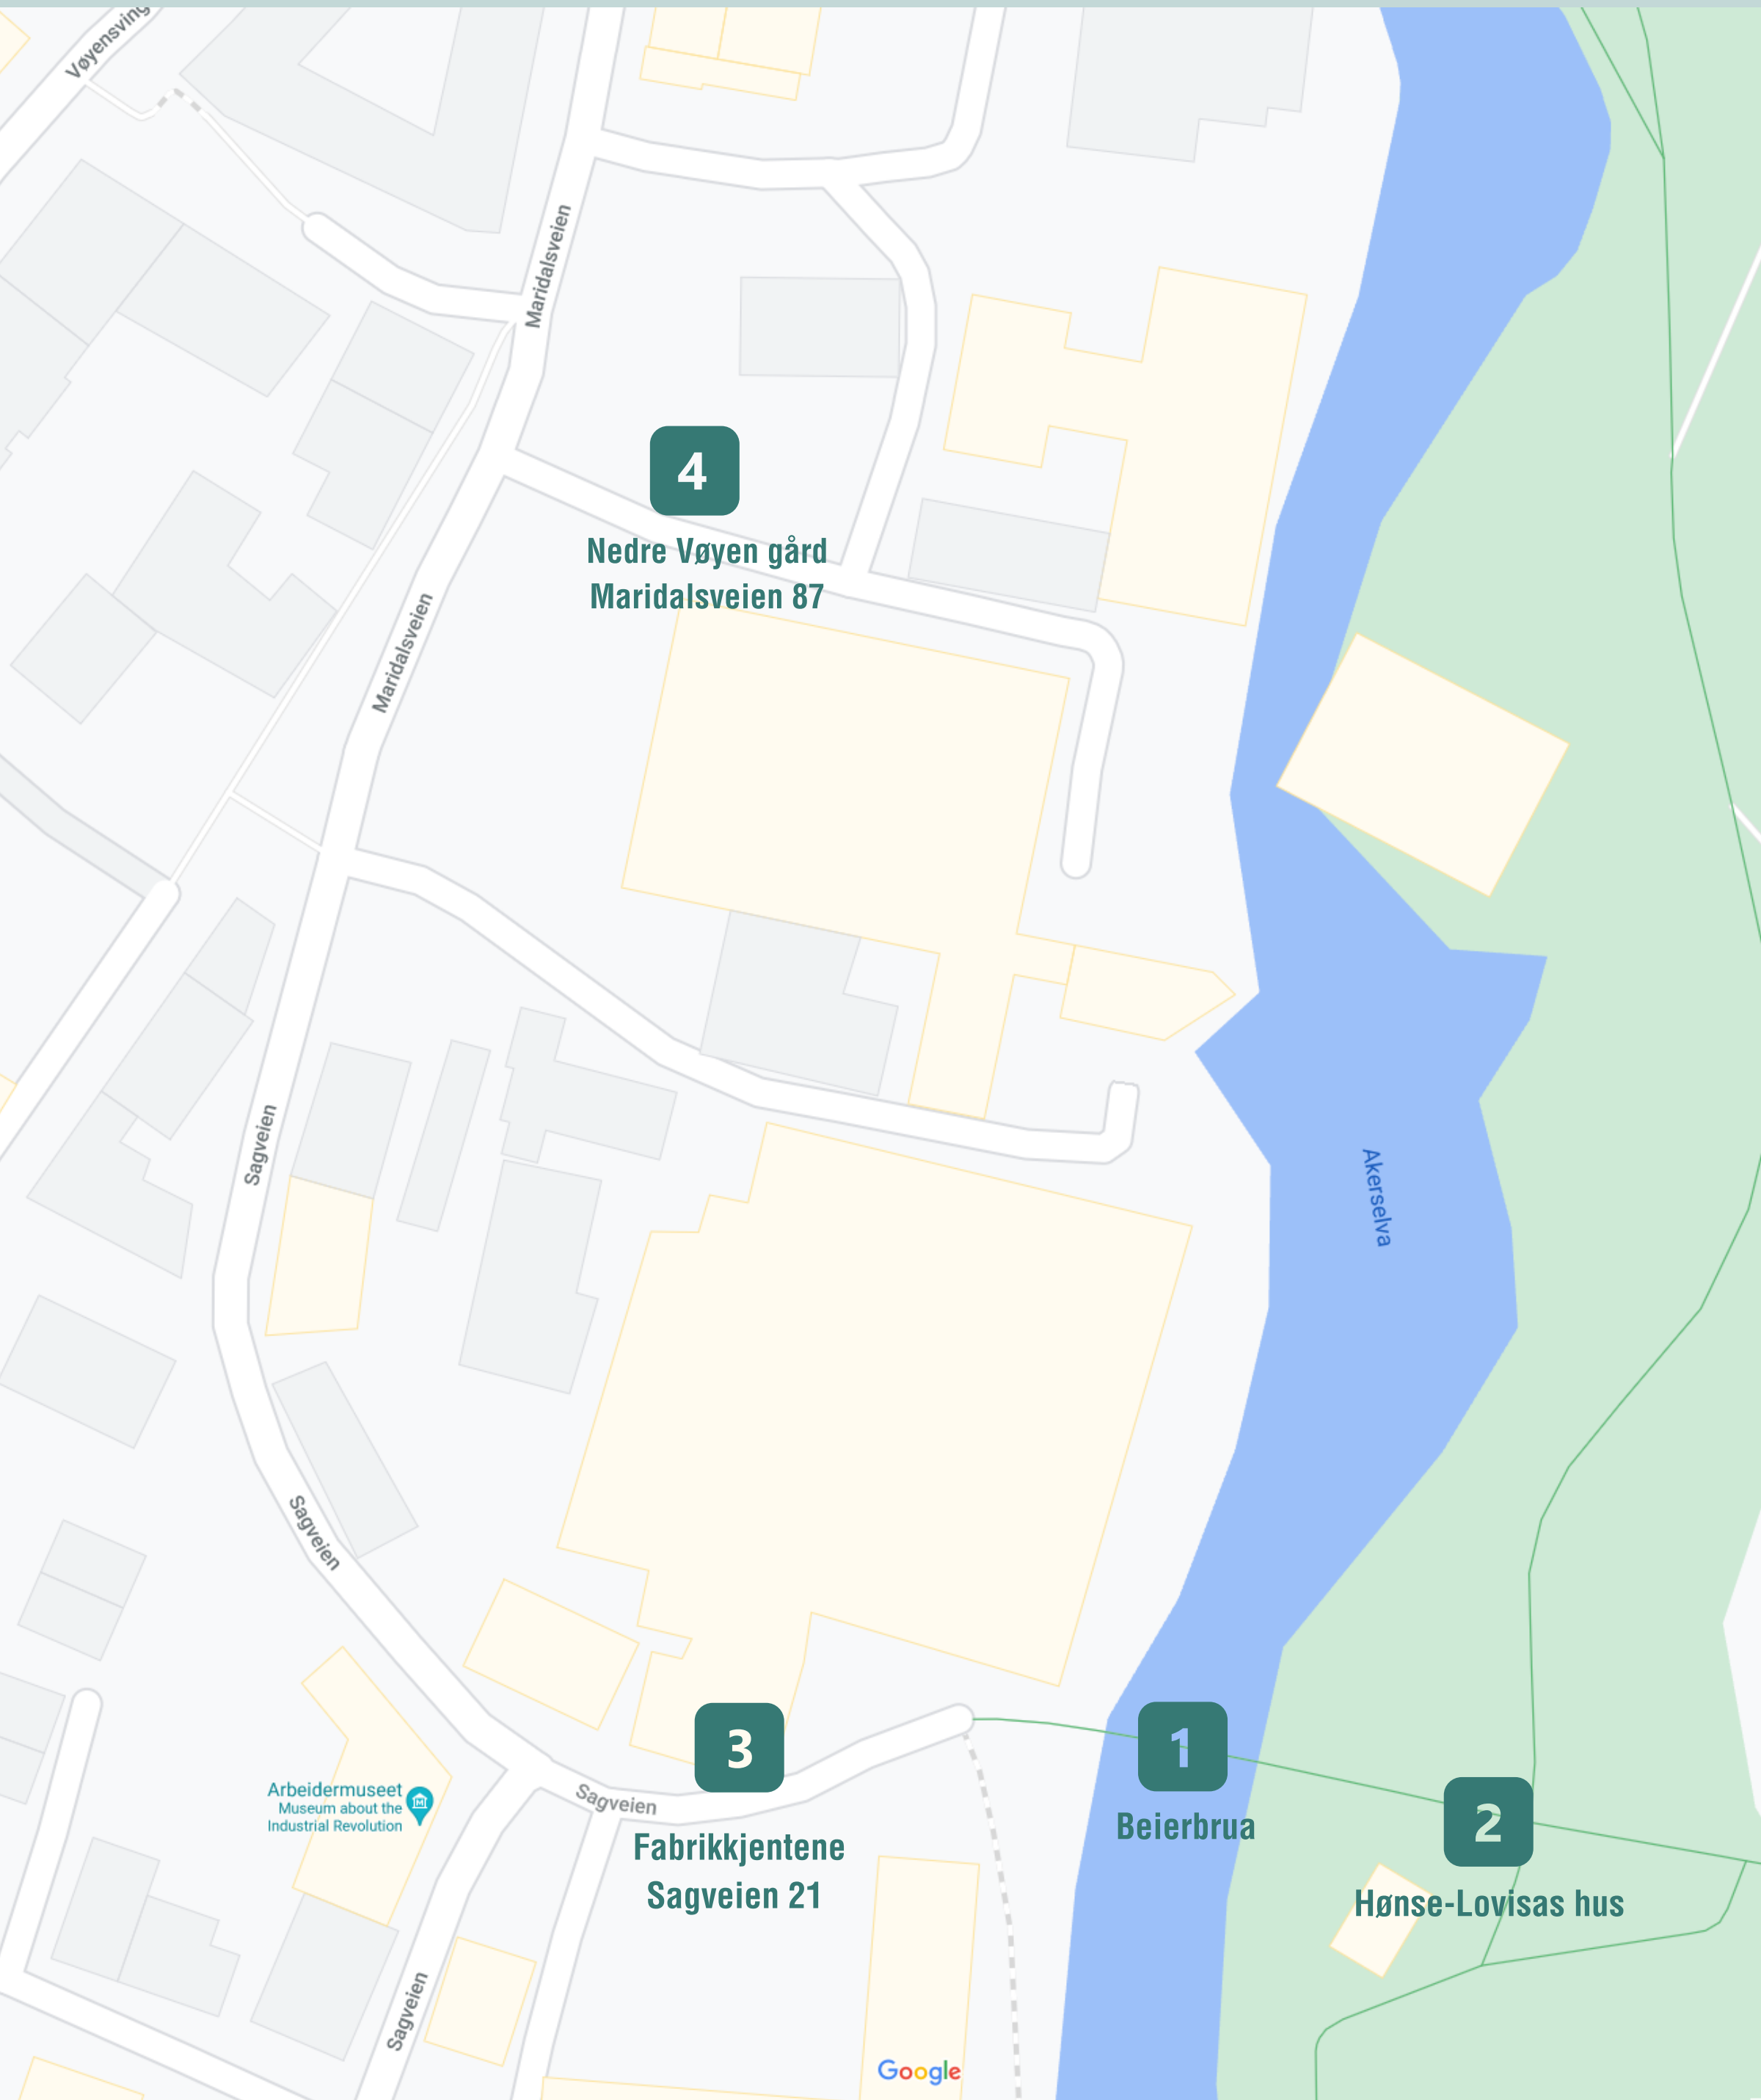 Vøyensving
Maridalsveien
4
Nedre Vøyen gård
Maridalsveien 87
Maridalsveien
Sagveien
Akerselva
Sagveien
3
1
Arbeidermuseet
Museum about the
Industrial Revolution
Sagveien
Beierbrua
2
Fabrikkjentene
Sagveien 21
Hønse-Lovisas hus
Sagveien
Google